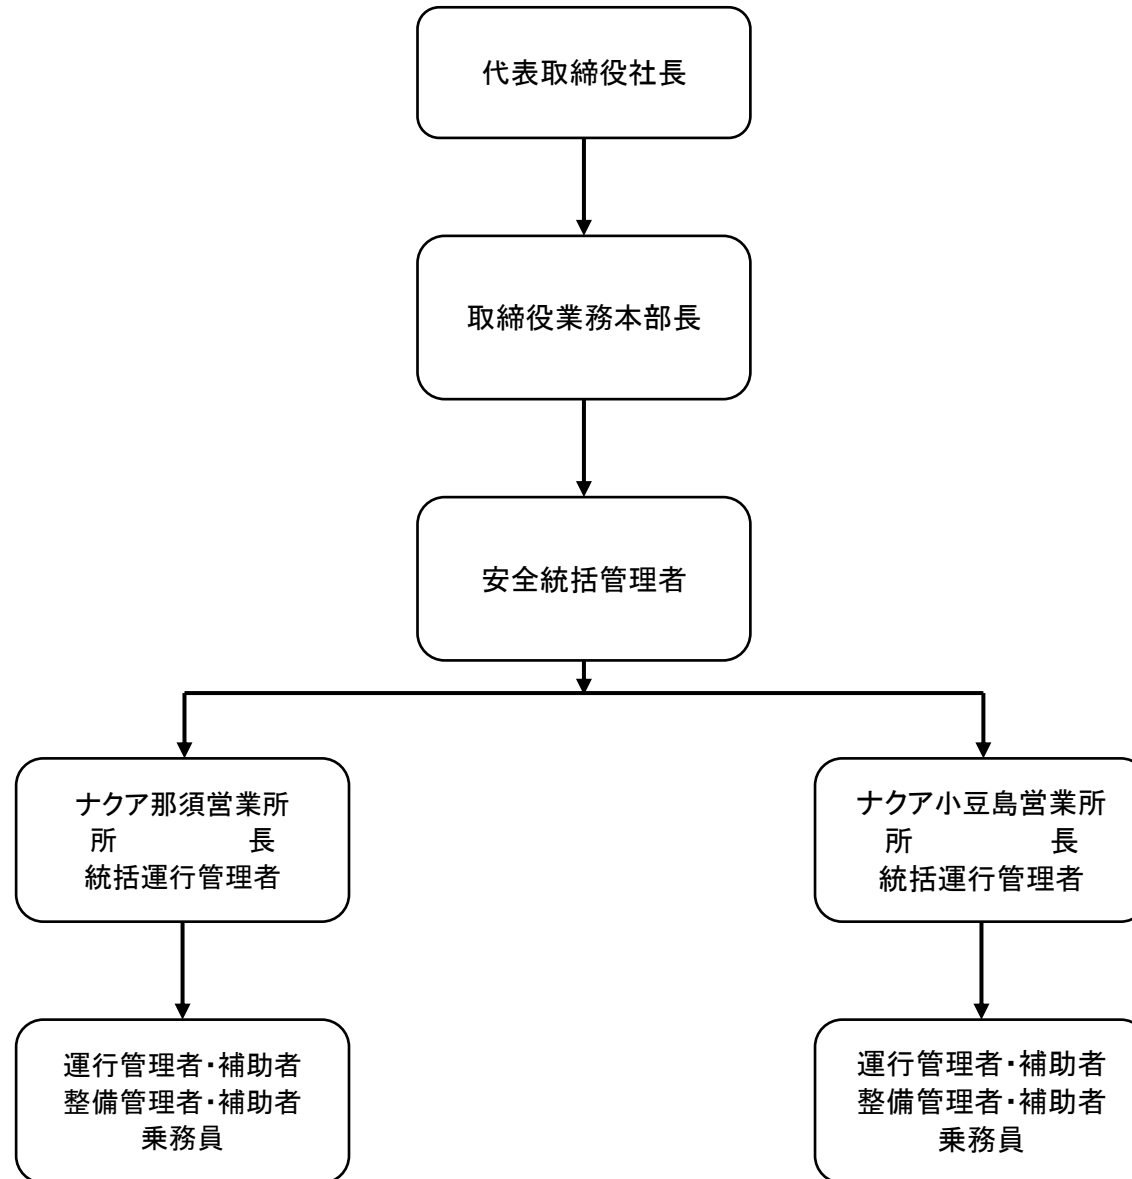 代表取締役社長
取締役業務本部長
安全統括管理者
ナクア那須営業所
所　　　　　長
統括運行管理者
ナクア小豆島営業所
所　　　　　長
統括運行管理者
運行管理者・補助者
整備管理者・補助者
乗務員
運行管理者・補助者
整備管理者・補助者
乗務員